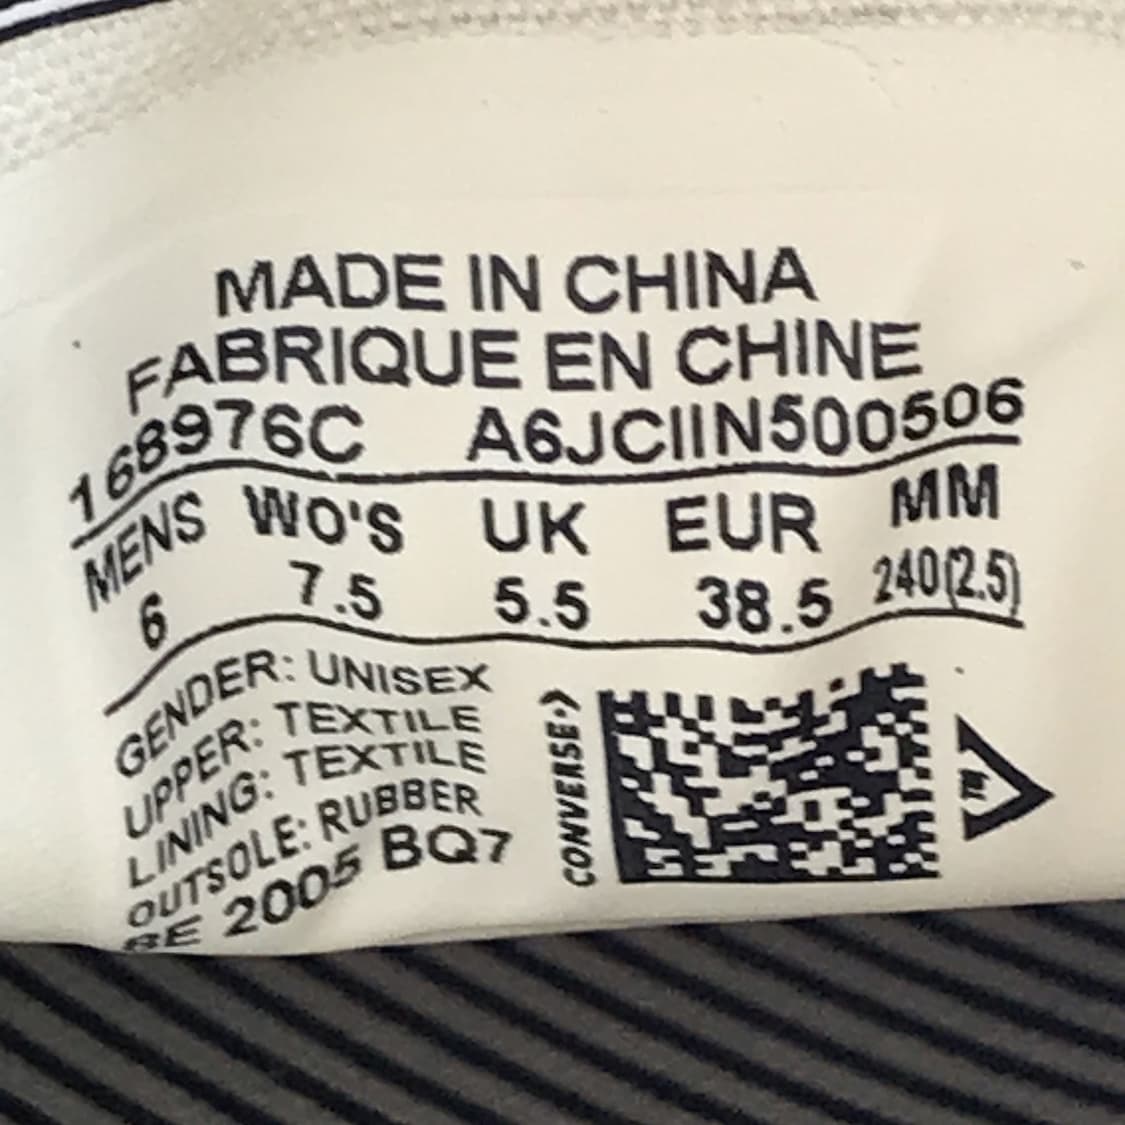 MADE IN CHINA
FABRIQUE EN CHINE
168976C A6JCIIN500506
MENS WO'S UK EUR MM
6 7.5 5.5 38.5 240(2.5)
GENDER: UNISEX
UPPER: TEXTILE
LINING: TEXTILE
OUTSOLE: RUBBER
2005 BQ7
CONVERSE